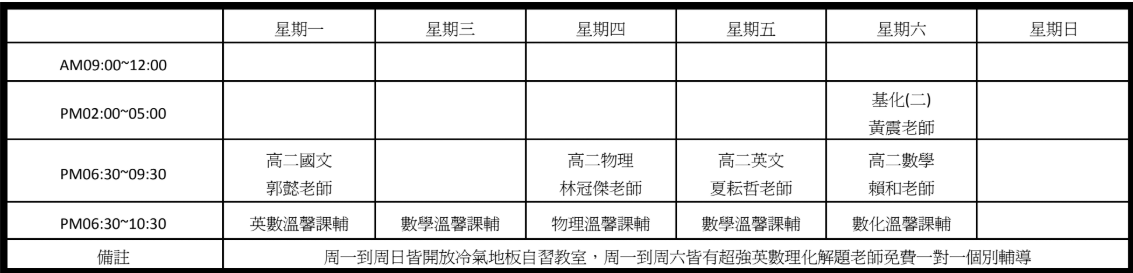 星期一 星期三 星期四 星期五 星期六 星期日
AM09:00~12:00
PM02:00~05:00 基化(二)
黃震老師
PM06:30~09:30 高二國文 高二物理 高二英文 高二數學
郭懿老師 林冠傑老師 夏耘哲老師 賴和老師
PM06:30~10:30 英數溫馨課輔 數學溫馨課輔 物理溫馨課輔 數學溫馨課輔 數化溫馨課輔
備註 周一到周日皆開放冷氣地板自習教室，周一到周六皆有超強英數理化解題老師免費一對一個別輔導